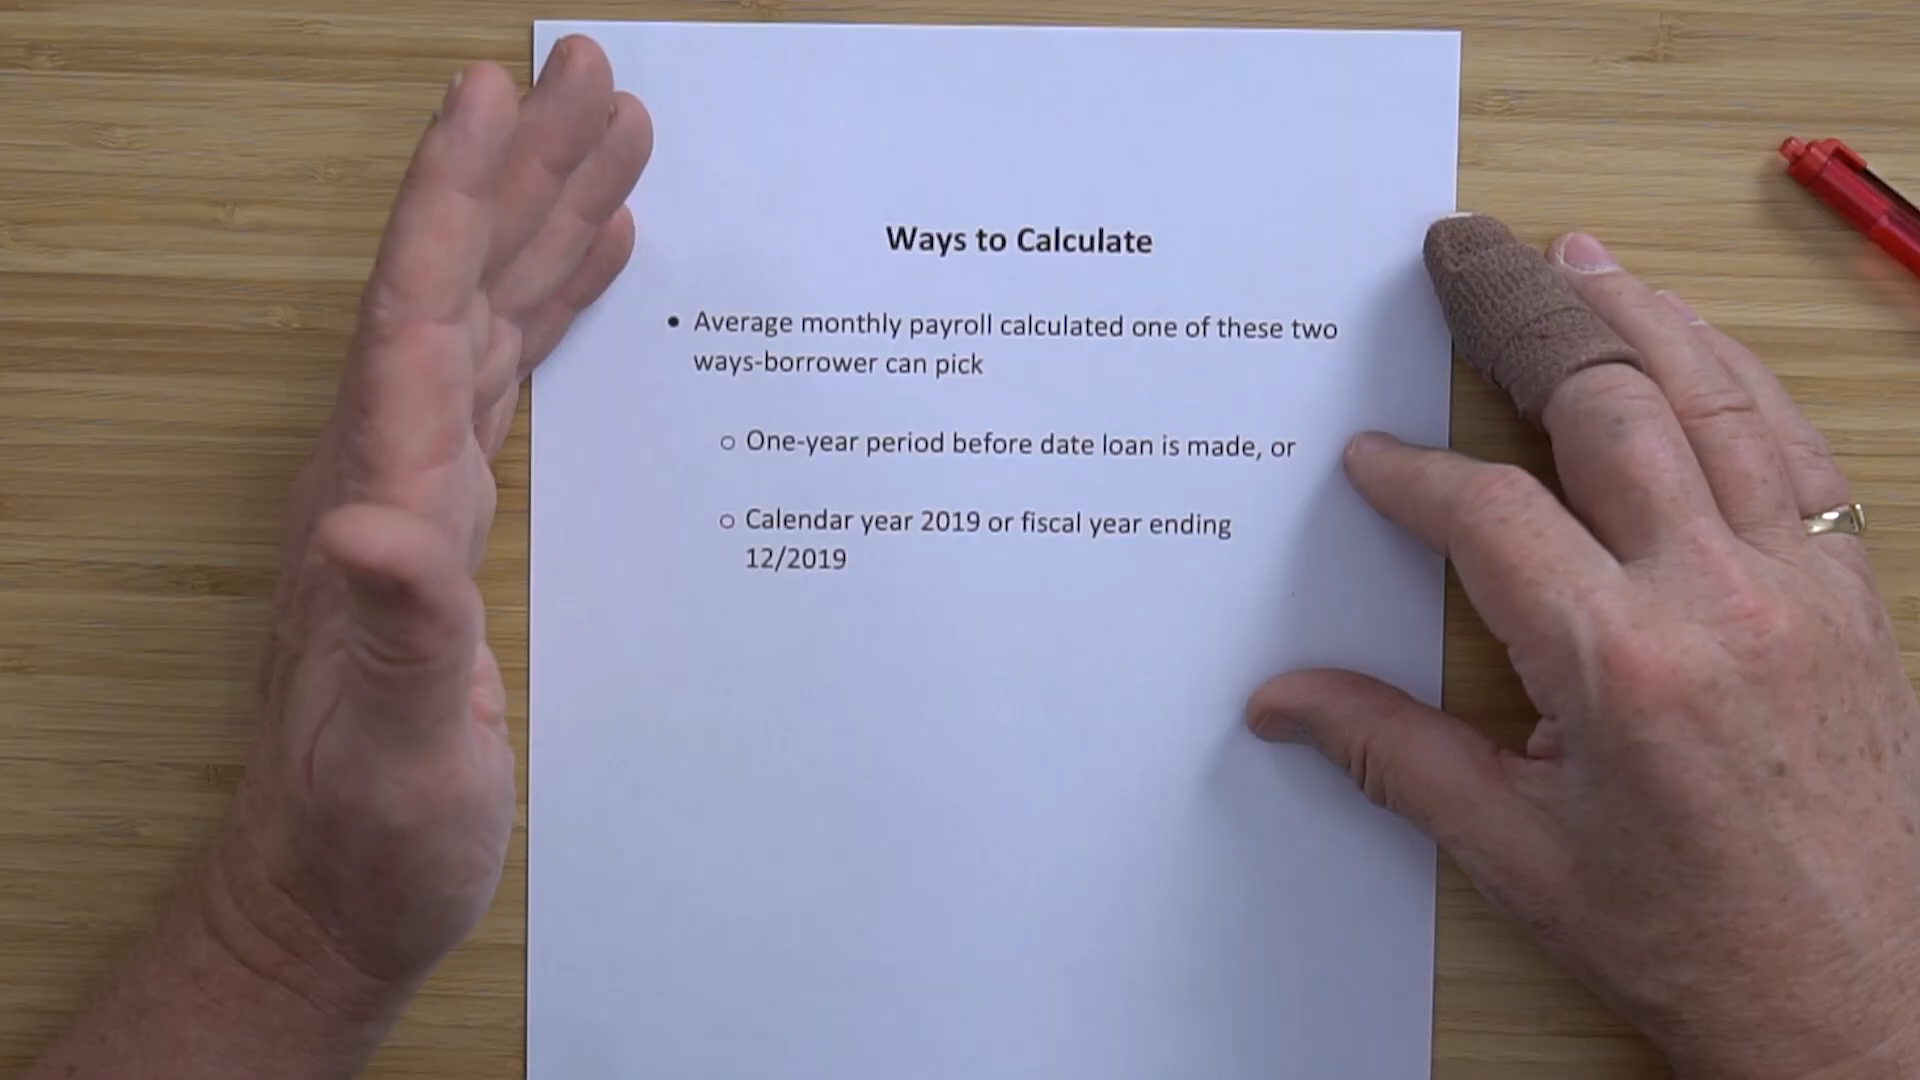 Ways to Calculate
• Average monthly payroll calculated one of these two
ways-borrower can pick
o One-year period before date loan is made, or
o Calendar year 2019 or fiscal year ending
12/2019